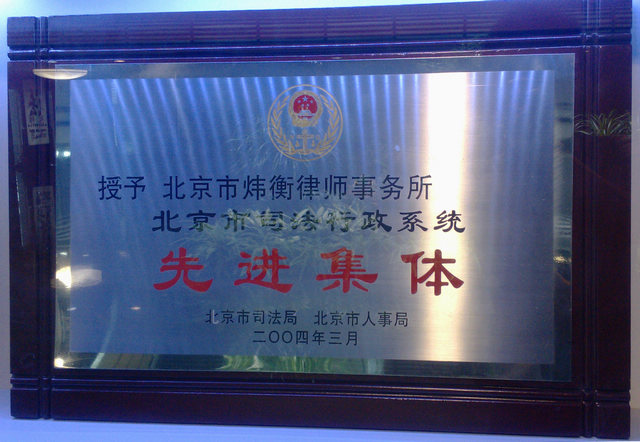 授予 北京市炜衡律师事务所
北京市司法行政系统
先进集体
北京市司法局 北京市人事局
二〇〇四年三月